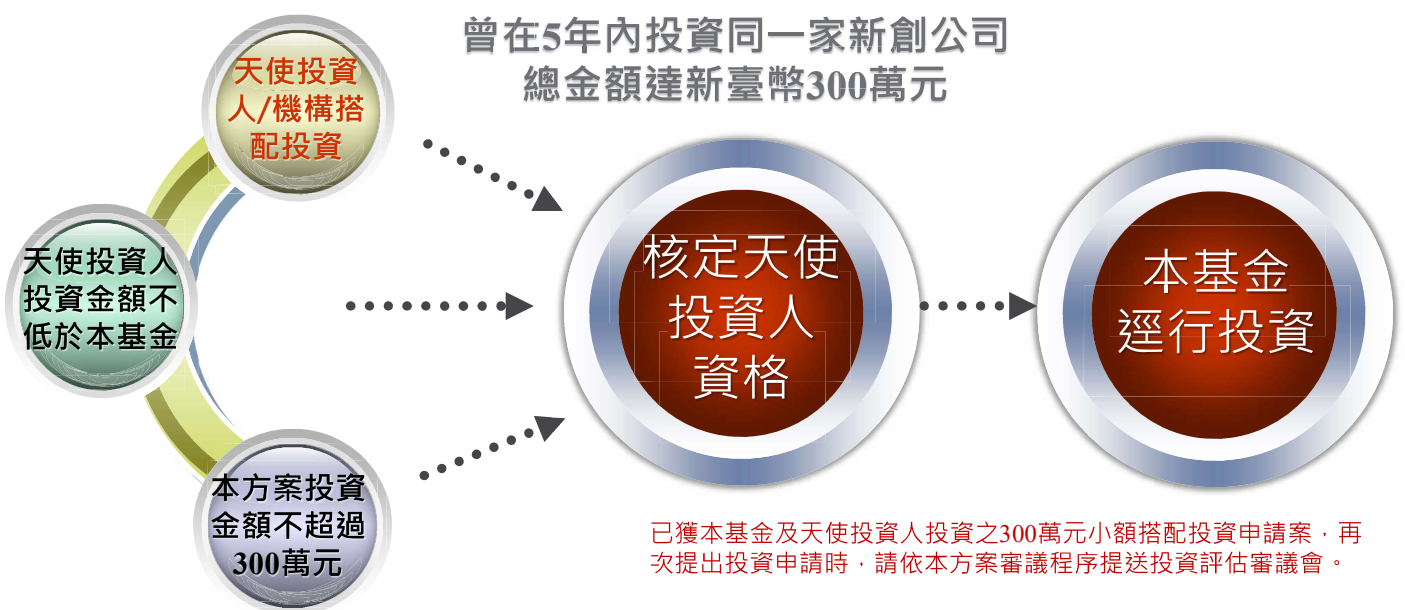 曾在5年內投資同一家新創公司
總金額達新臺幣300萬元
天使投資
人/機構搭
配投資
天使投資人
投資金額不
低於本基金
本方案投資
金額不超過
300萬元
核定天使
投資人
資格
本基金
逕行投資
已獲本基金及天使投資人投資之300萬元小額搭配投資申請案，再
次提出投資申請時，請依本方案審議程序提送投資評估審議會。